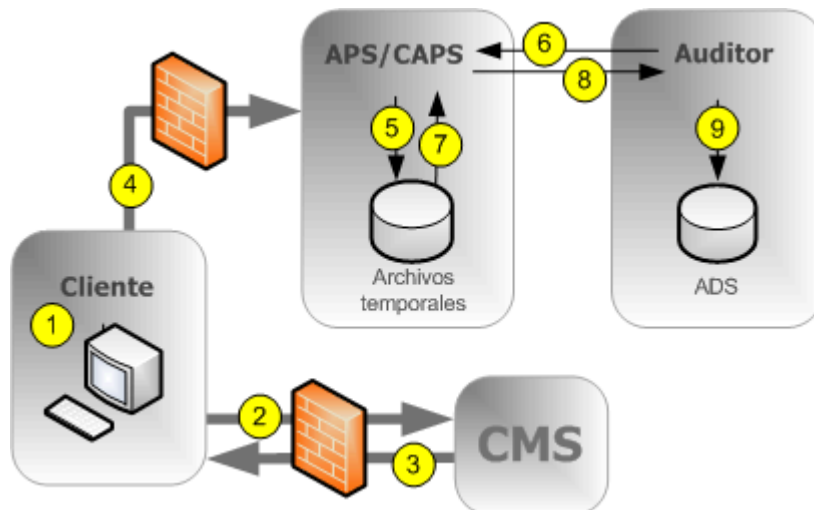 APS/CAPS
6
8
Auditor
5
7
9
4
Archivos
temporales
ADS
Cliente
1
2
3
CMS